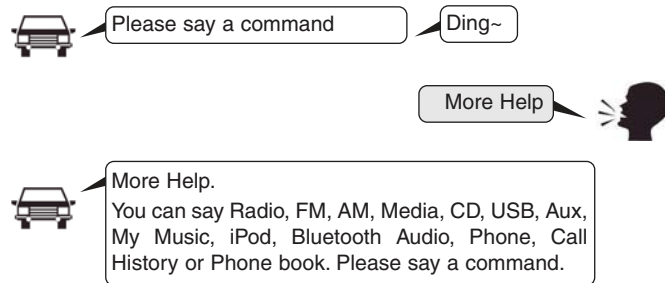 Please say a command
Ding~
More Help
More Help.
You can say Radio, FM, AM, Media, CD, USB, Aux,
My Music, iPod, Bluetooth Audio, Phone, Call
History or Phone book. Please say a command.